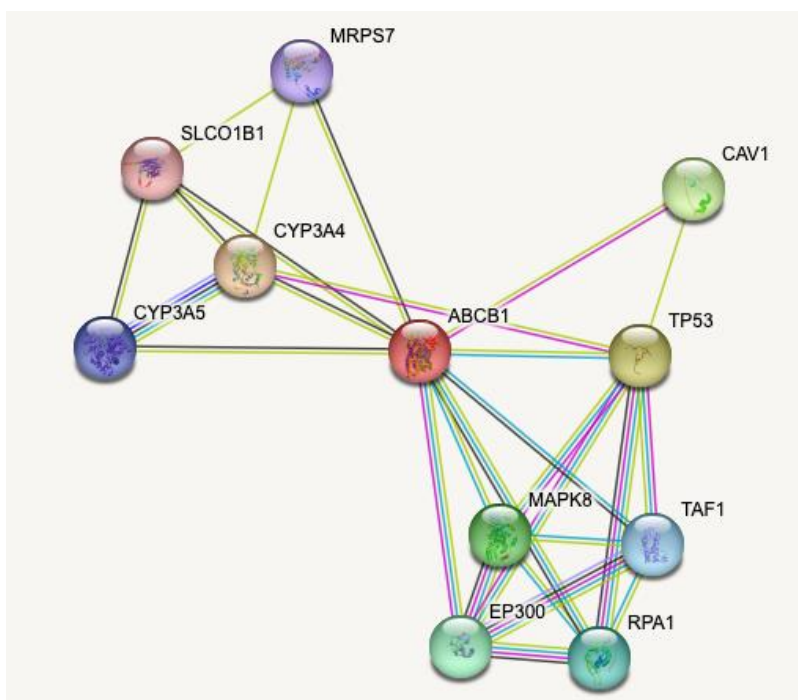 MRPS7
SLCO1B1
CAV1
CYP3A4
CYP3A5
ABCB1
TP53
MAPK8
TAF1
EP300
RPA1